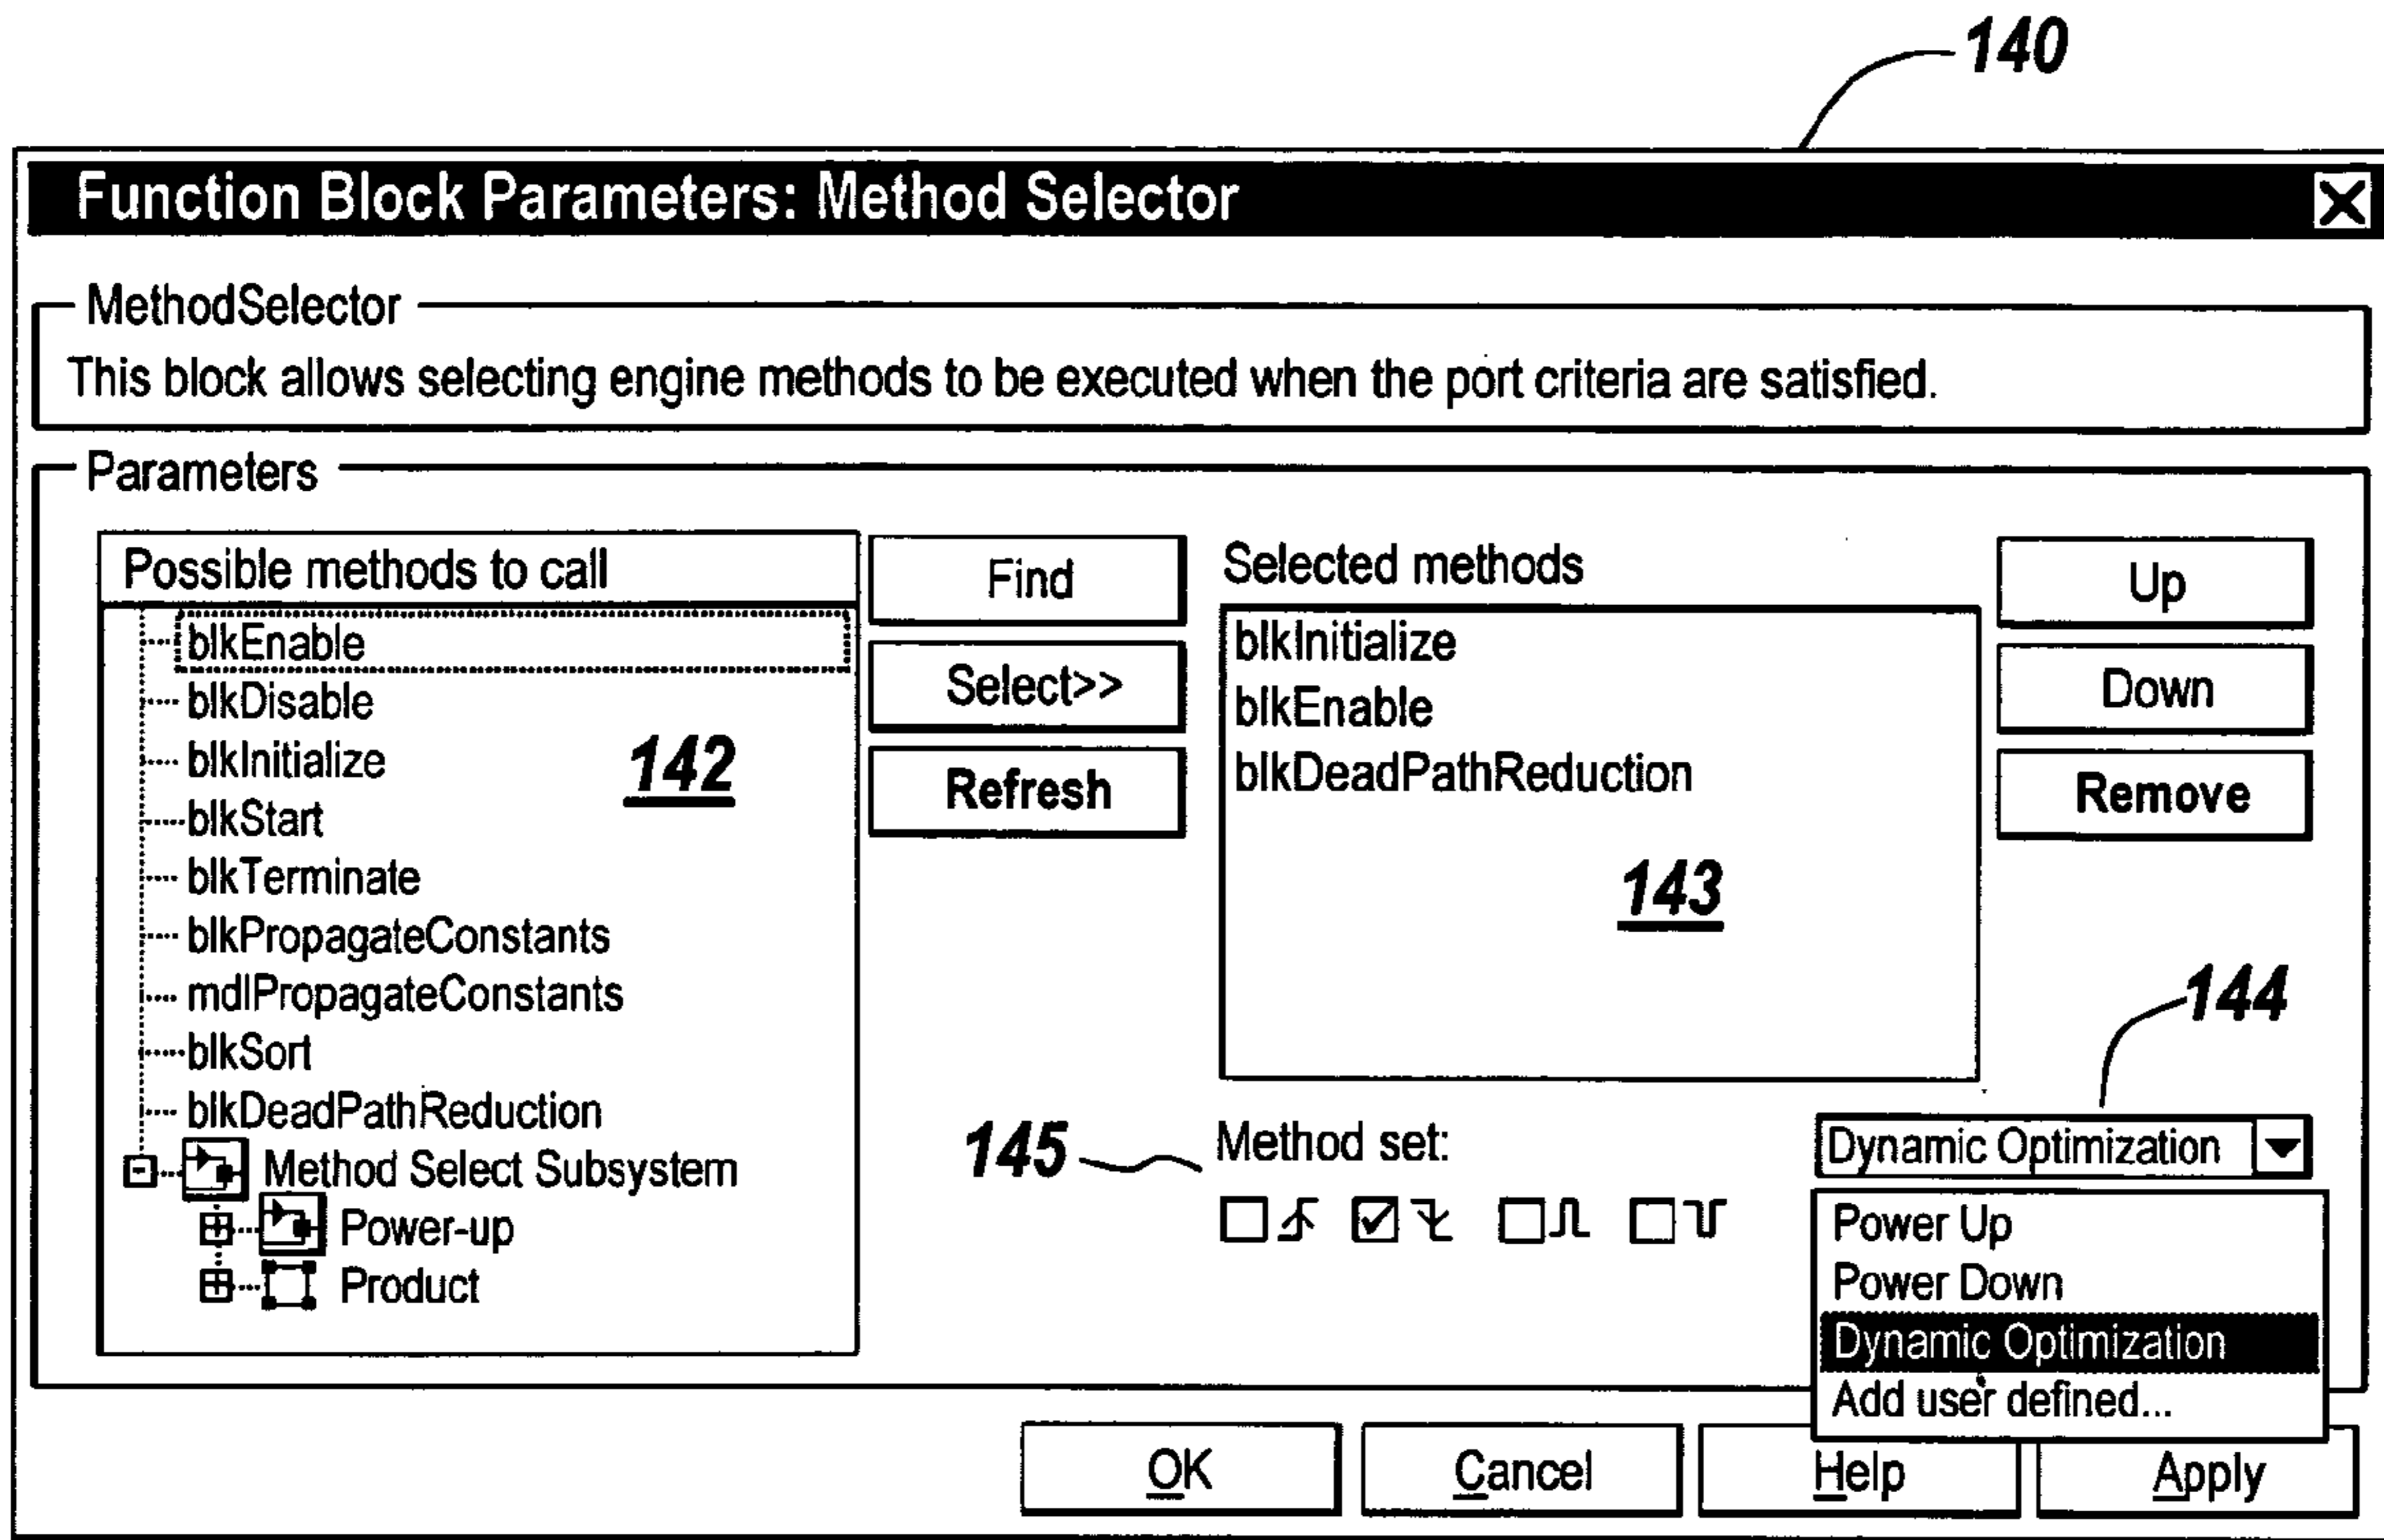 140
Function Block Parameters: Method Selector
MethodSelector
This block allows selecting engine methods to be executed when the port criteria are satisfied.
Parameters
Possible methods to call
blkEnable
blkDisable
blkInitialize
blkStart
blkTerminate
blkPropagateConstants
mdlPropagateConstants
blkSort
blkDeadPathReduction
Method Select Subsystem
Power-up
Product
142
Find
Select>>
Refresh
Selected methods
blkInitialize
blkEnable
blkDeadPathReduction
143
Up
Down
Remove
144
145
Method set:
Dynamic Optimization
Power Up
Power Down
Dynamic Optimization
Add user defined...
OK
Cancel
Help
Apply